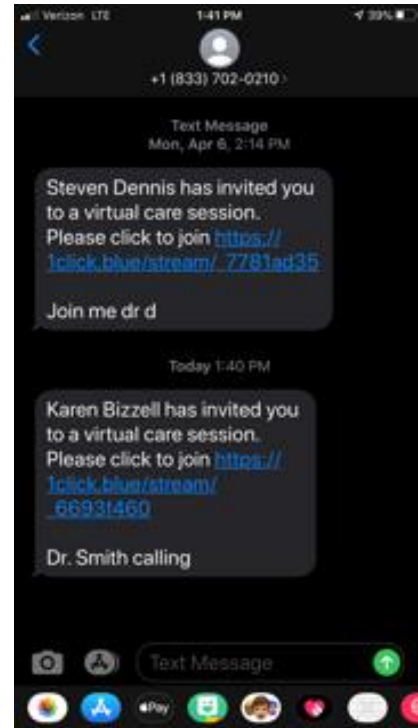 Verizon LTE
1:41 PM
39%
+1 (833) 702-0210 ›
Text Message
Mon, Apr 6, 2:14 PM
Steven Dennis has invited you
to a virtual care session.
Please click to join https://
1click.blue/stream/_7781ad35
Join me dr d
Today 1:40 PM
Karen Bizzell has invited you
to a virtual care session.
Please click to join https://
1click.blue/stream/
_6693f460
Dr. Smith calling
Text Message
Pay